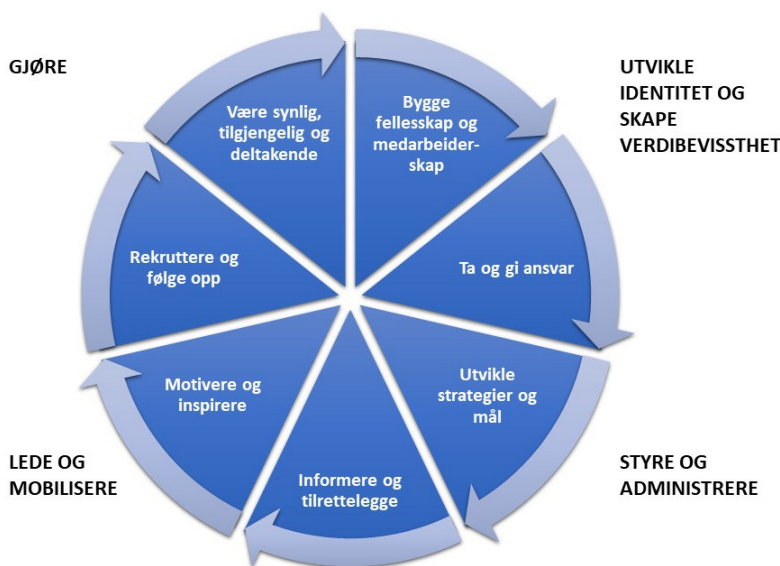 GJØRE
UTVIKLE
IDENTITET OG
SKAPE
VERDIBEVISSTHET
Være synlig,
tilgjengelig og
deltakende
Bygge
fellesskap og
medarbeider-
skap
Rekruttere og
følge opp
Ta og gi ansvar
Motivere og
inspirere
Utvikle
strategier og
mål
Informere og
tilrettelegge
LEDE OG
MOBILISERE
STYRE OG
ADMINISTRERE